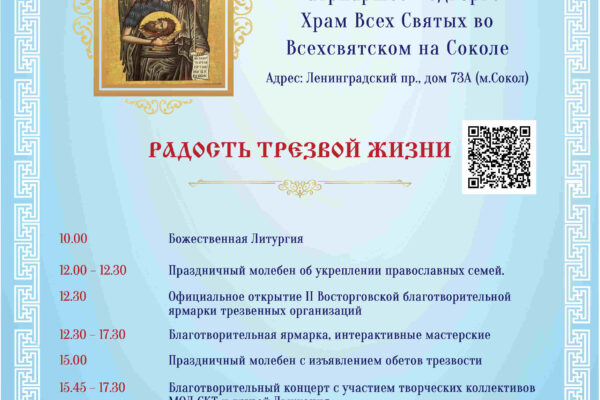 Храм Всех Святых во
Всехсвятском на Соколе
Адрес: Ленинградский пр., дом 73А (м.Сокол)
РАДОСТЬ ТРЕЗВОЙ ЖИЗНИ
10.00 Божественная Литургия
12.00 – 12.30 Праздничный молебен об укреплении православных семей.
12.30 Официальное открытие II Восторговской благотворительной
ярмарки трезвенных организаций
12.30 – 17.30 Благотворительная ярмарка, интерактивные мастерские
15.00 Праздничный молебен с изъявлением обетов трезвости
15.45 – 17.30 Благотворительный концерт с участием творческих коллективов